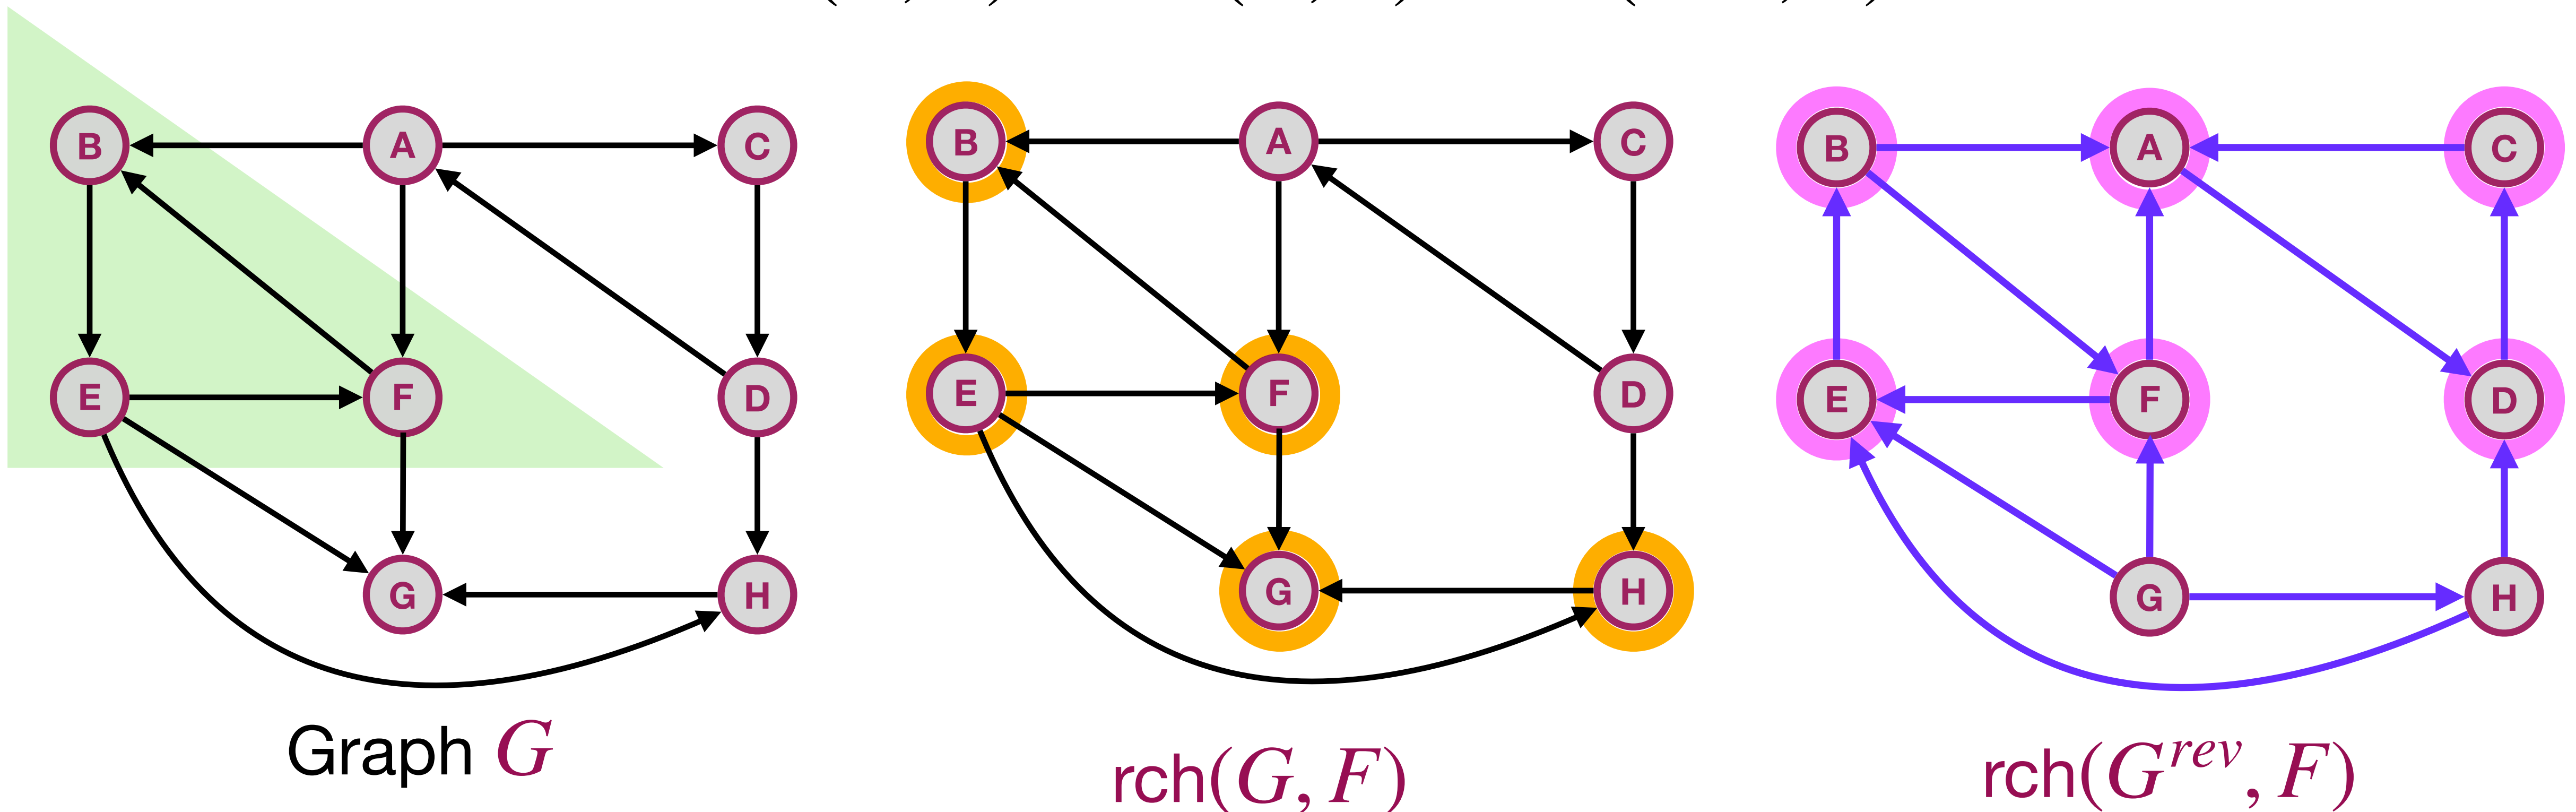 B A C
E F D
G H
B A C
E F D
G H
B A C
E F D
G H
Graph G
rch(G, F)
rch(G^{rev}, F)